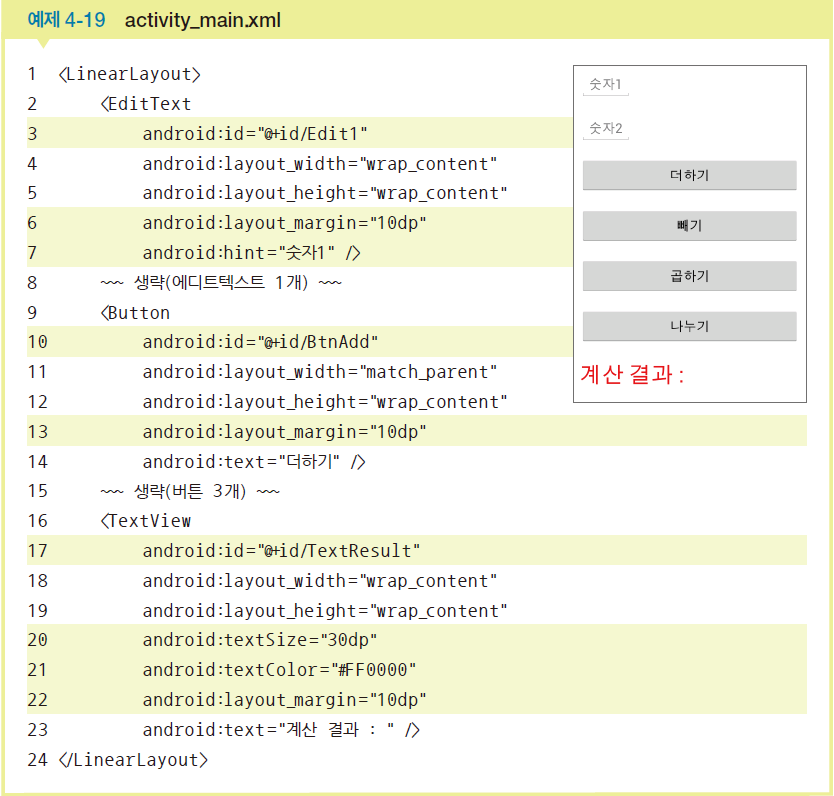 예제 4-19 activity_main.xml
1 <LinearLayout>
2 <EditText
3 android:id="@+id/Edit1"
4 android:layout_width="wrap_content"
5 android:layout_height="wrap_content"
6 android:layout_margin="10dp"
7 android:hint="숫자1" />
8 ~~~ 생략(에디트텍스트 1개) ~~~
9 <Button
10 android:id="@+id/BtnAdd"
11 android:layout_width="match_parent"
12 android:layout_height="wrap_content"
13 android:layout_margin="10dp"
14 android:text="더하기" />
15 ~~~ 생략(버튼 3개) ~~~
16 <TextView
17 android:id="@+id/TextResult"
18 android:layout_width="wrap_content"
19 android:layout_height="wrap_content"
20 android:textSize="30dp"
21 android:textColor="#FF0000"
22 android:layout_margin="10dp"
23 android:text="계산 결과 : " />
24 </LinearLayout>
숫자1
숫자2
더하기
빼기
곱하기
나누기
계산 결과 :